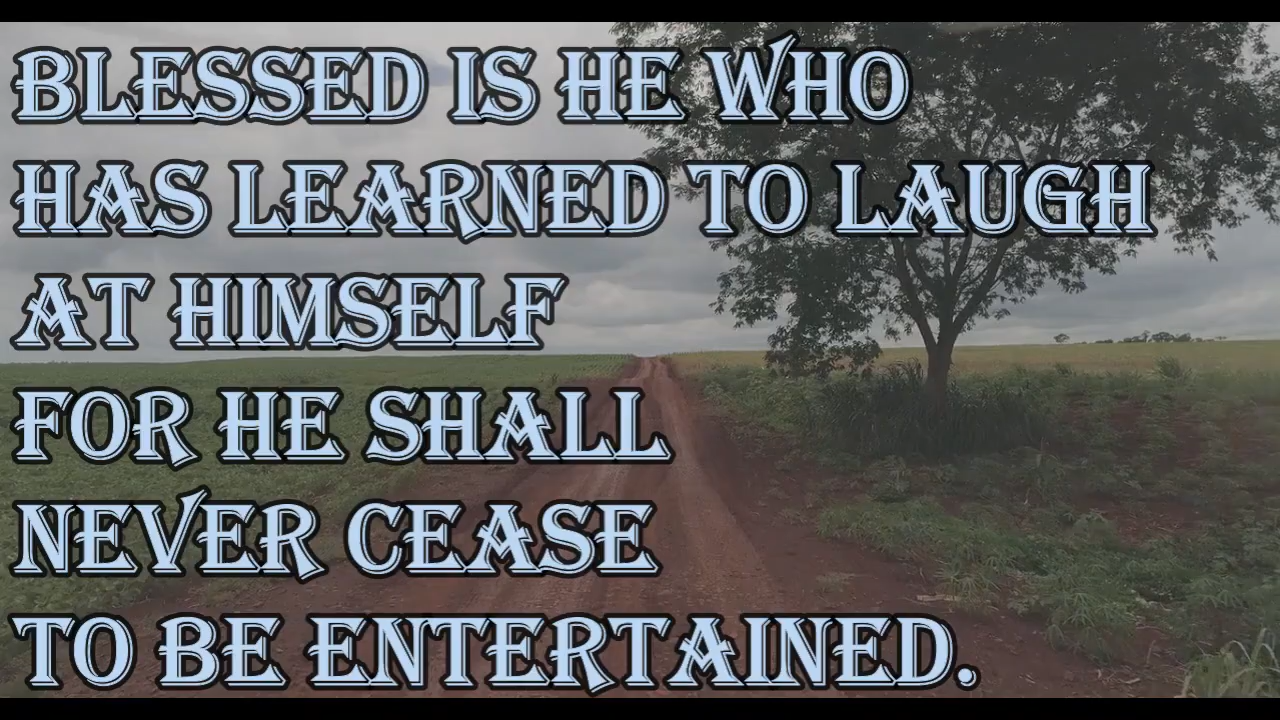 BLESSED IS HE WHO
HAS LEARNED TO LAUGH
AT HIMSELF
FOR HE SHALL
NEVER CEASE
TO BE ENTERTAINED.